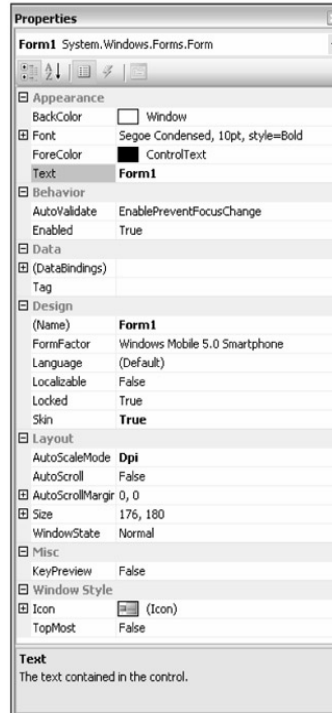 Properties
Form1 System.Windows.Forms.Form
Appearance
BackColor Window
Font Segoe Condensed, 10pt, style=Bold
ForeColor ControlText
Text Form1
Behavior
AutoValidate EnablePreventFocusChange
Enabled True
Data
(DataBindings)
Tag
Design
(Name) Form1
FormFactor Windows Mobile 5.0 Smartphone
Language (Default)
Localizable False
Locked True
Skin True
Layout
AutoScaleMode Dpi
AutoScroll False
AutoScrollMargir 0, 0
Size 176, 180
WindowState Normal
Misc
KeyPreview False
Window Style
Icon (Icon)
TopMost False
Text
The text contained in the control.